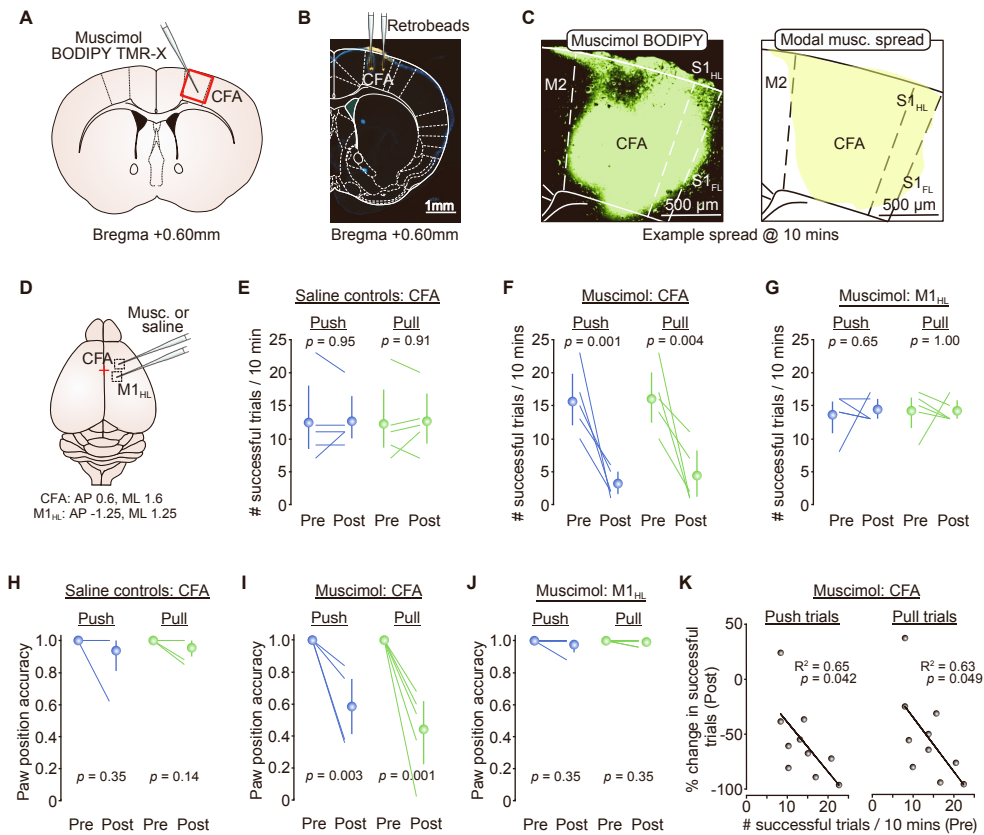 A
Muscimol
BODIPY TMR-X
CFA
Bregma +0.60mm
B
Retrobeads
CFA
1mm
Bregma +0.60mm
C
Muscimol BODIPY
M2
S1HL
CFA
S1FL
500 µm
Modal musc. spread
M2
S1HL
CFA
S1FL
500 µm
Example spread @ 10 mins
D
Musc. or
saline
CFA
M1HL
CFA: AP 0.6, ML 1.6
M1HL: AP -1.25, ML 1.25
E
Saline controls: CFA
Push
Pull
p = 0.95
p = 0.91
# successful trials / 10 mins
25
20
15
10
5
0
Pre Post Pre Post
F
Muscimol: CFA
Push
Pull
p = 0.001
p = 0.004
# successful trials / 10 mins
25
20
15
10
5
0
Pre Post Pre Post
G
Muscimol: M1HL
Push
Pull
p = 0.65
p = 1.00
# successful trials / 10 mins
25
20
15
10
5
0
Pre Post Pre Post
H
Saline controls: CFA
Push
Pull
Paw position accuracy
1.0
0.8
0.6
0.4
0.2
0
p = 0.35
p = 0.14
Pre Post Pre Post
I
Muscimol: CFA
Push
Pull
Paw position accuracy
1.0
0.8
0.6
0.4
0.2
0
p = 0.003
p = 0.001
Pre Post Pre Post
J
Muscimol: M1HL
Push
Pull
Paw position accuracy
1.0
0.8
0.6
0.4
0.2
0
p = 0.35
p = 0.35
Pre Post Pre Post
K
Muscimol: CFA
Push trials
Pull trials
% change in successful
trials (Post)
50
0
-50
-100
R² = 0.65
p = 0.042
R² = 0.63
p = 0.049
0 10 20
0 10 20
# successful trials / 10 mins (Pre)